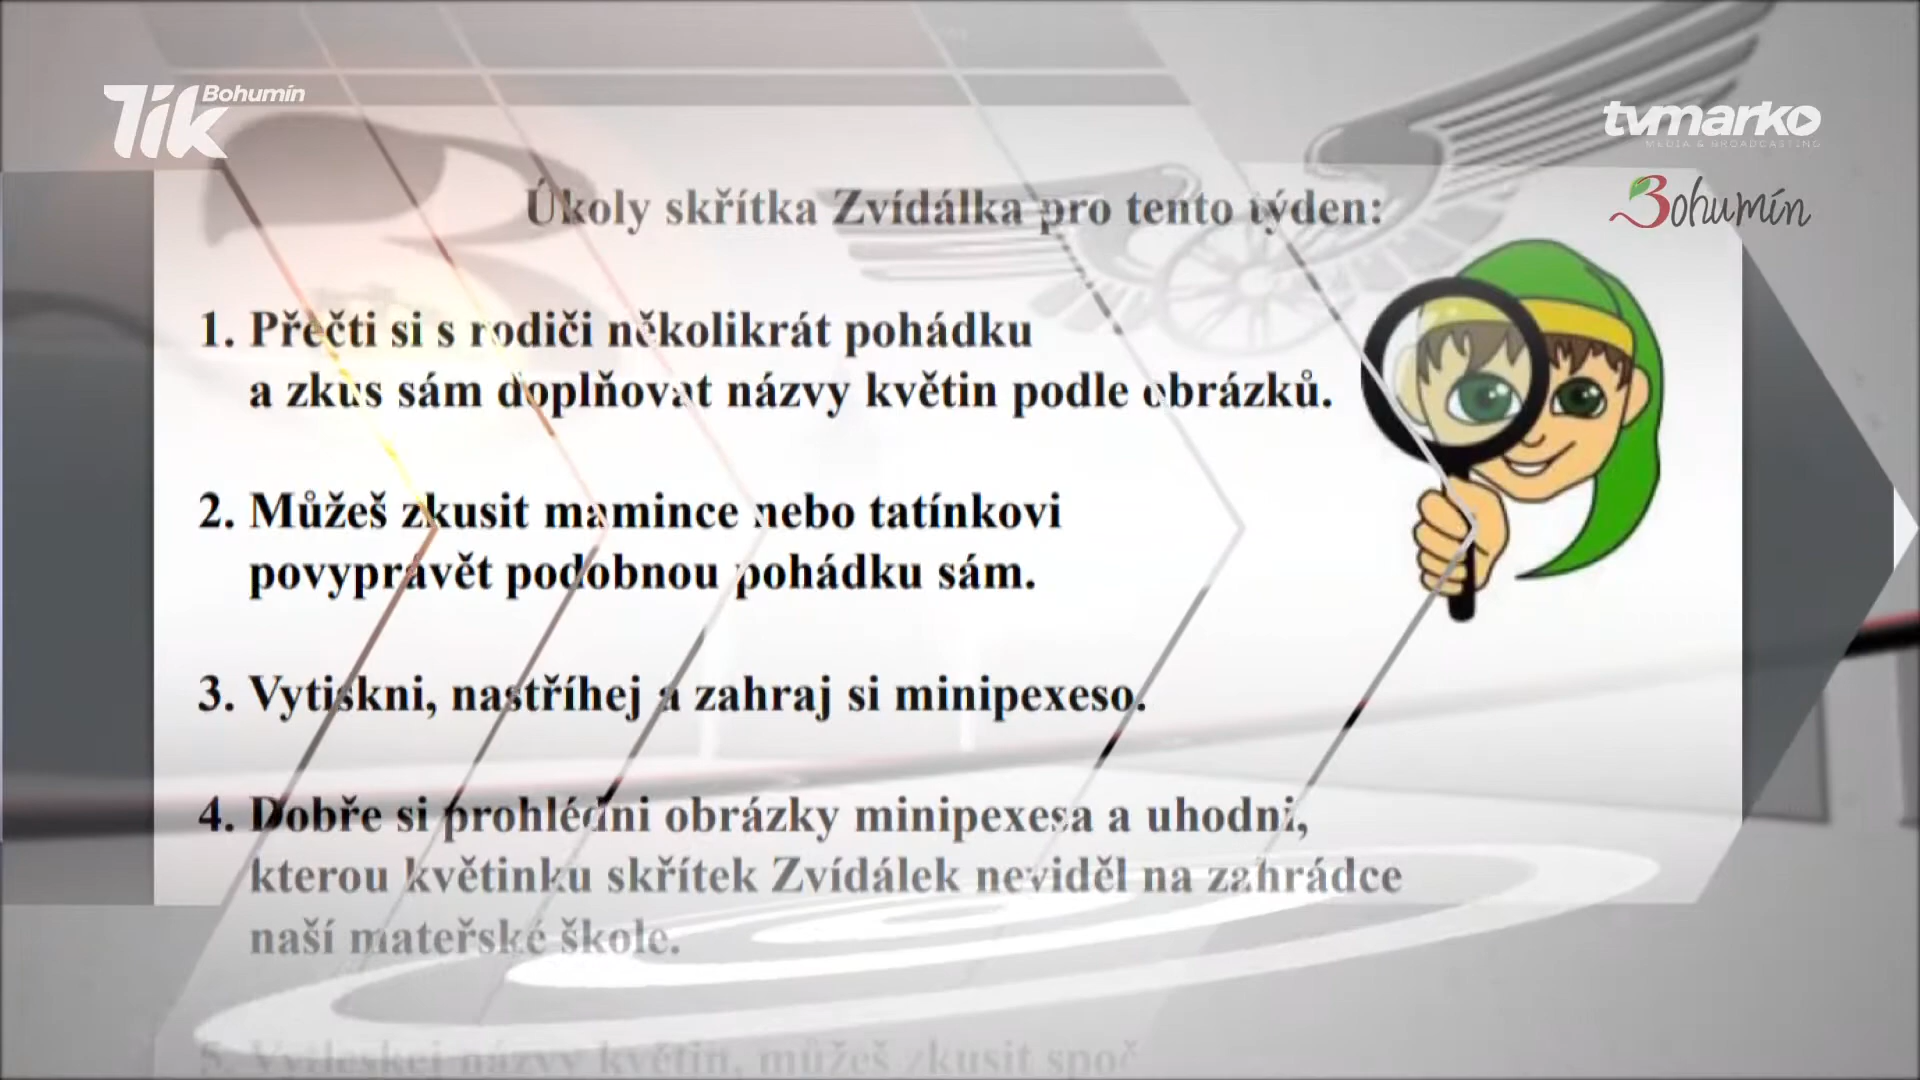 Tik Bohumín
tvmarko
MEDIA & BROADCASTING
Bohumín
Úkoly skřítka Zvídálka pro tento týden:
1. Přečti si s rodiči několikrát pohádku
a zkus sám doplňovat názvy květin podle obrázků.
2. Můžeš zkusit mamince nebo tatínkovi
povyprávět podobnou pohádku sám.
3. Vytiskni, nastříhej a zahraj si minipexeso.
4. Dobře si prohlédni obrázky minipexesa a uhodni,
kterou květinku skřítek Zvídálek neviděl na zahrádce
naší mateřské škole.
5. Vytleskej názvy květin, můžeš zkusit